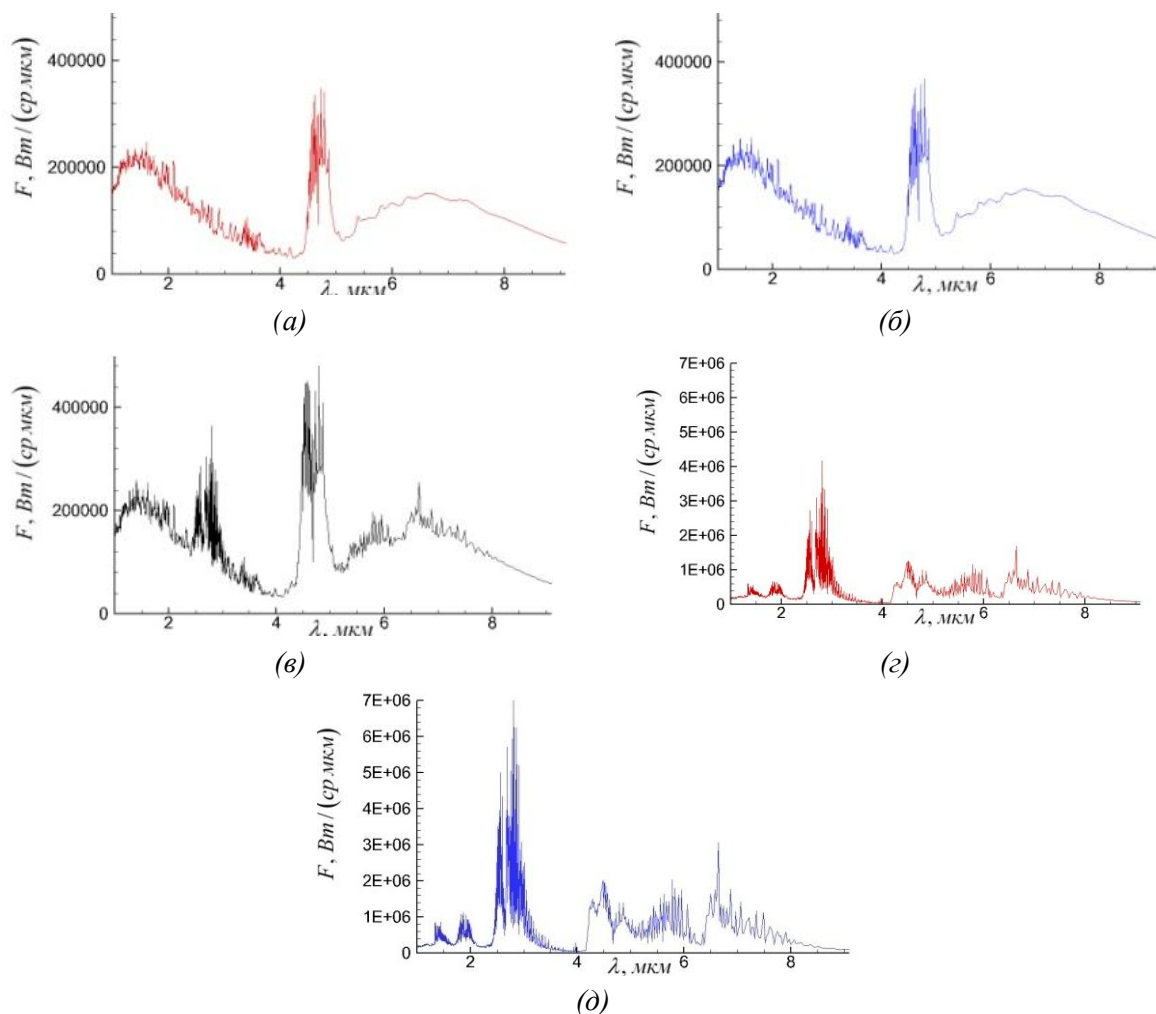 400000
200000
0
F, Вт / (ср мкм)
2 4 6 8
λ, мкм
(а)
400000
200000
0
F, Вт / (ср мкм)
2 4 6 8
λ, мкм
(б)
400000
200000
0
F, Вт / (ср мкм)
2 4 6 8
λ, мкм
(в)
7E+06
6E+06
5E+06
4E+06
3E+06
2E+06
1E+06
0
F, Вт / (ср мкм)
2 4 6 8
λ, мкм
(г)
7E+06
6E+06
5E+06
4E+06
3E+06
2E+06
1E+06
0
F, Вт / (ср мкм)
2 4 6 8
λ, мкм
(д)